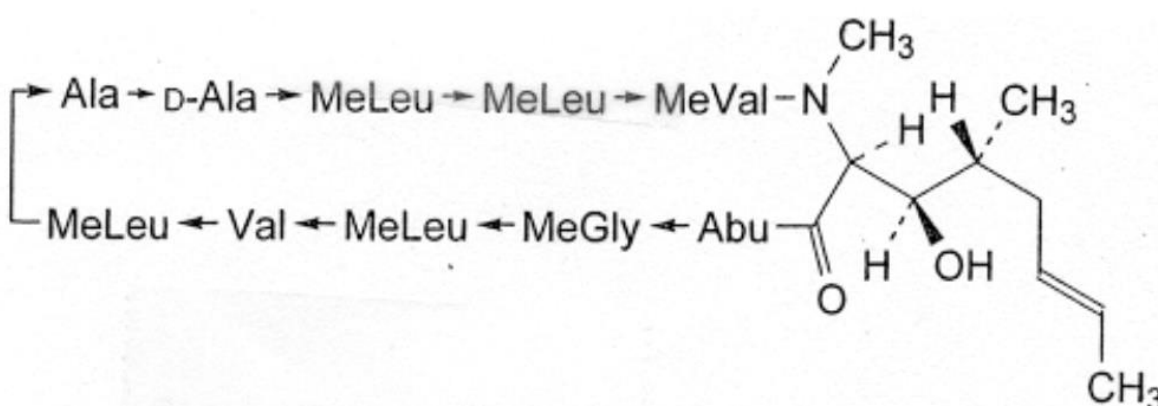 CH3
Ala D-Ala MeLeu MeLeu MeVal N H H CH3
MeLeu Val MeLeu MeGly Abu H OH
O
CH3